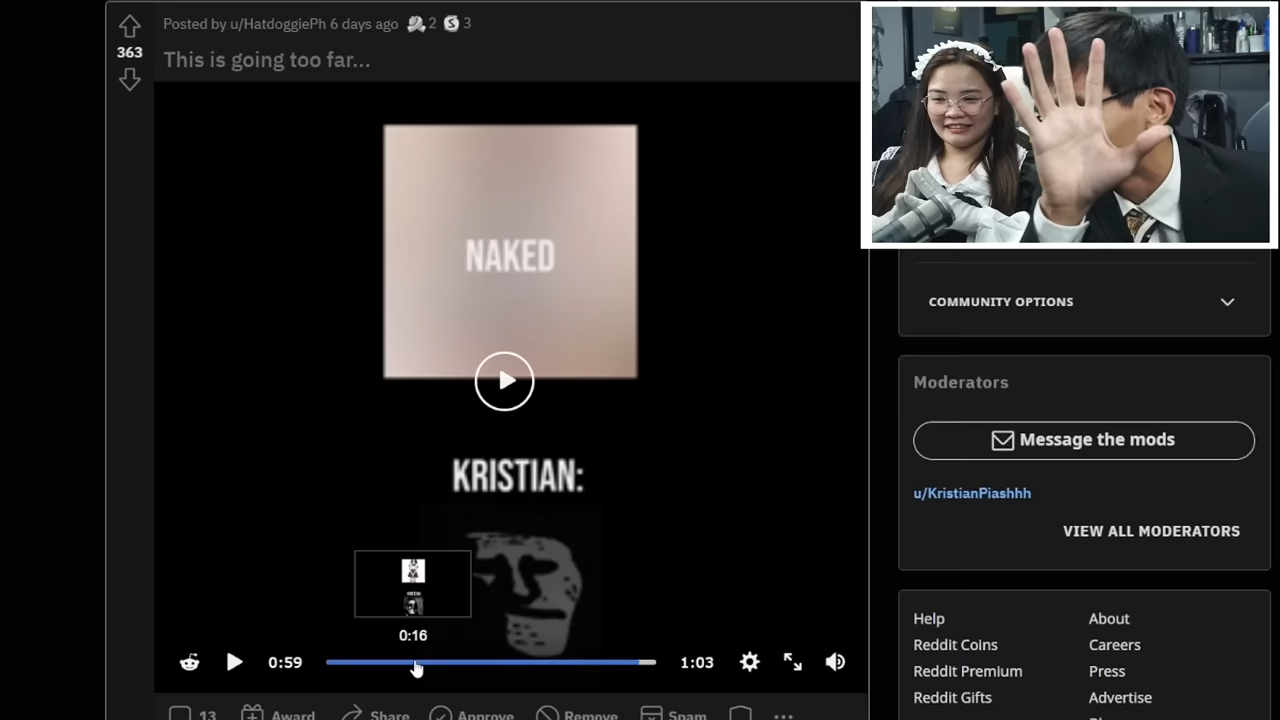 Posted by u/HatdoggiePh 6 days ago 2 3
363
This is going too far...
NAKED
KRISTIAN:
0:16
0:59
1:03
13 Award Share Approve Remove Spam
COMMUNITY OPTIONS
Moderators
Message the mods
u/KristianPiashhh
VIEW ALL MODERATORS
Help About
Reddit Coins Careers
Reddit Premium Press
Reddit Gifts Advertise